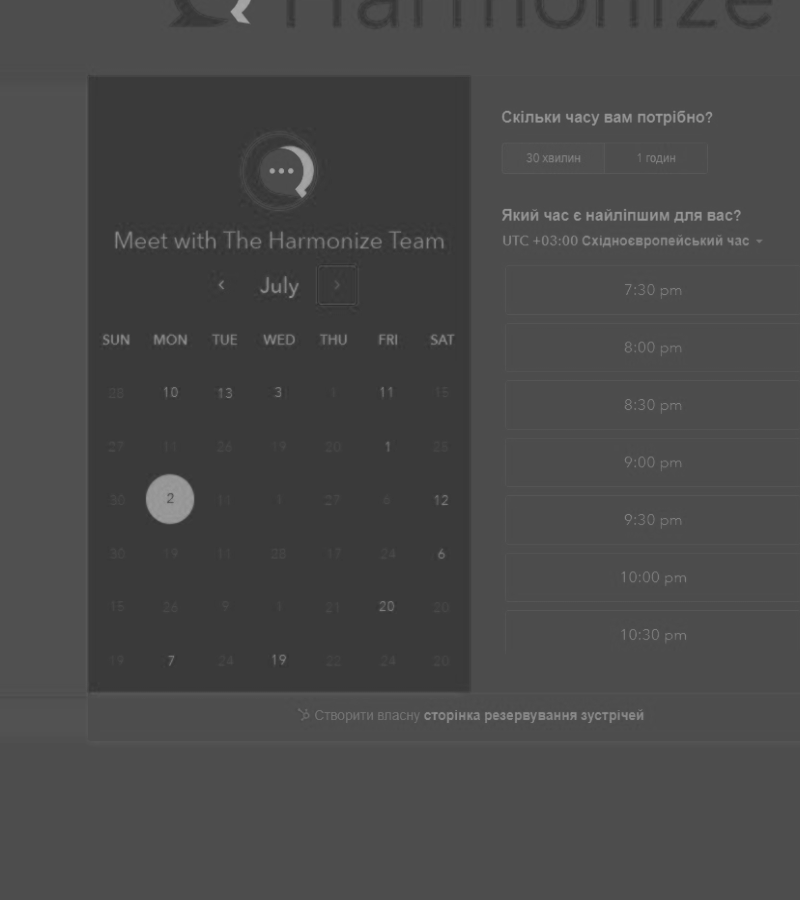 Harmonize
Meet with The Harmonize Team
July
SUN MON TUE WED THU FRI SAT
28 10 13 3 1 11 15
27 11 26 19 20 1 25
30 2 11 1 27 6 12
30 19 11 28 17 24 6
15 26 9 1 21 20 20
19 7 24 19 22 24 20
Скільки часу вам потрібно?
30 хвилин 1 годин
Який час є найліпшим для вас?
UTC +03:00 Східноєвропейський час
7:30 pm
8:00 pm
8:30 pm
9:00 pm
9:30 pm
10:00 pm
10:30 pm
Створити власну сторінка резервування зустрічей